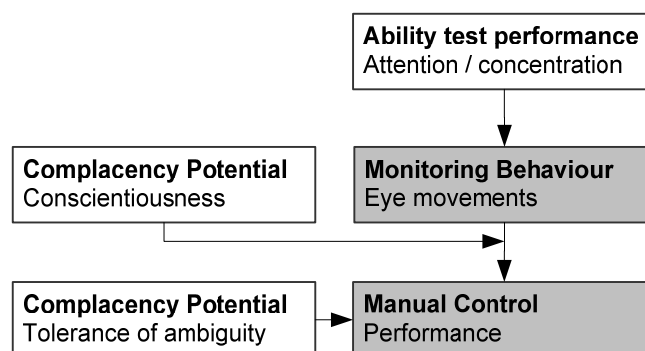 Ability test performance
Attention / concentration
Complacency Potential
Conscientiousness
Monitoring Behaviour
Eye movements
Complacency Potential
Tolerance of ambiguity
Manual Control
Performance